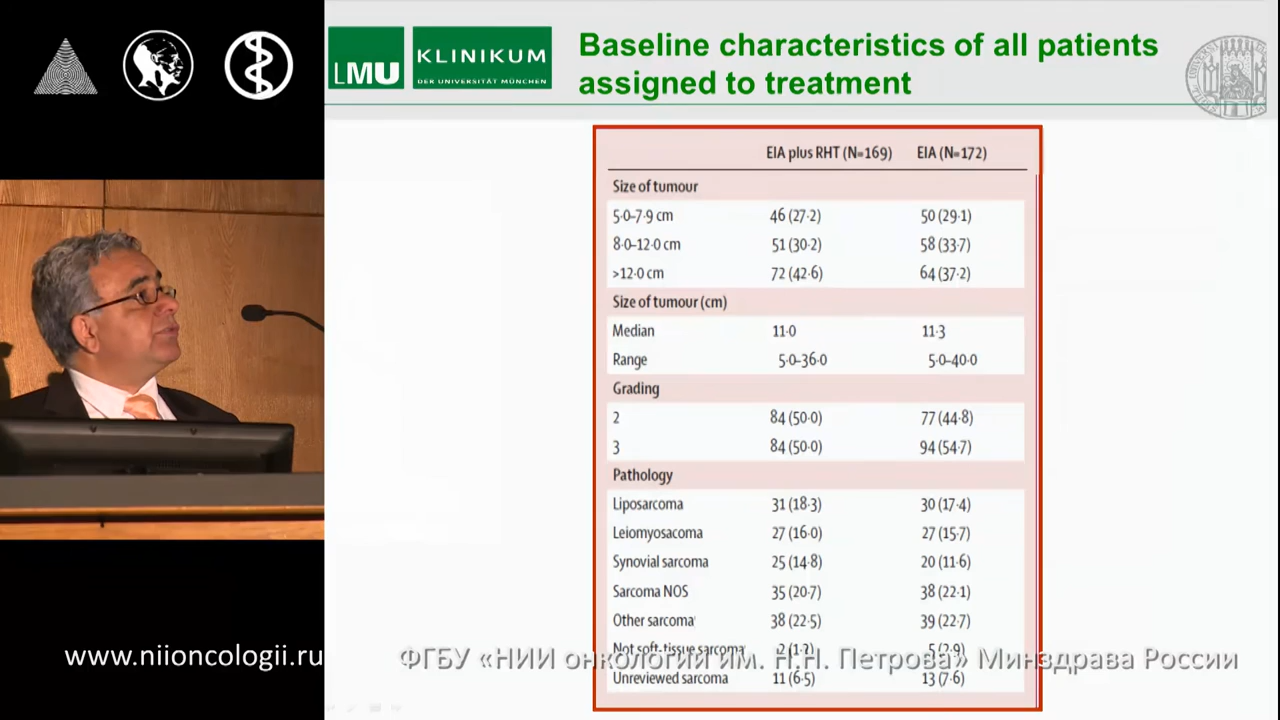 LMU
KLINIKUM
DER UNIVERSITÄT MÜNCHEN
Baseline characteristics of all patients
assigned to treatment
EIA plus RHT (N=169) EIA (N=172)
Size of tumour
5·0–7·9 cm 46 (27·2) 50 (29·1)
8·0–12·0 cm 51 (30·2) 58 (33·7)
>12·0 cm 72 (42·6) 64 (37·2)
Size of tumour (cm)
Median 11·0 11·3
Range 5·0–36·0 5·0–40·0
Grading
2 84 (50·0) 77 (44·8)
3 84 (50·0) 94 (54·7)
Pathology
Liposarcoma 31 (18·3) 30 (17·4)
Leiomyosacoma 27 (16·0) 27 (15·7)
Synovial sarcoma 25 (14·8) 20 (11·6)
Sarcoma NOS 35 (20·7) 38 (22·1)
Other sarcoma 38 (22·5) 39 (22·7)
Not soft-tissue sarcoma 2 (1·2) 5 (2·9)
www.niioncologii.ru ФГБУ «НИИ онкологии им. Н.Н. Петрова» Минздрава России
Unreviewed sarcoma 11 (6·5) 13 (7·6)